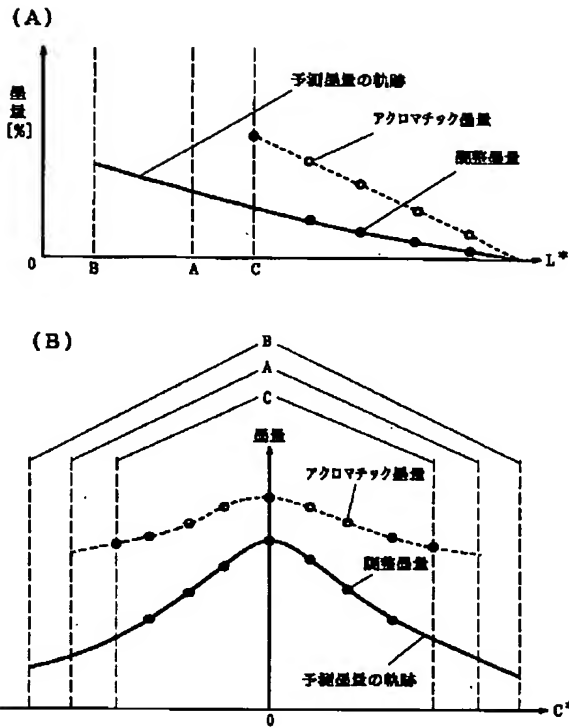 (A)
墨
量
[%]
予測墨量の軌跡
アクロマチック墨量
調整墨量
0
B
A
C
L*
(B)
B
A
C
墨量
アクロマチック墨量
調整墨量
予測墨量の軌跡
0
C*